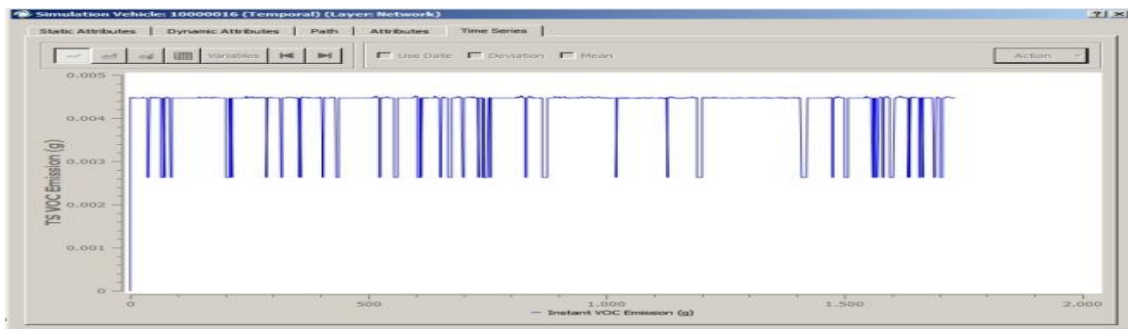 Simulation Vehicle: 10000016 (Temporal) (Layer: Network)
Static Attributes Dynamic Attributes Path Attributes Time Series
Variables Use Date Deviation Mean Action
TS VOC Emission (g)
0.005
0.004
0.003
0.002
0.001
0
0 500 1.000 1.500 2.000
Instant VOC Emission (g)